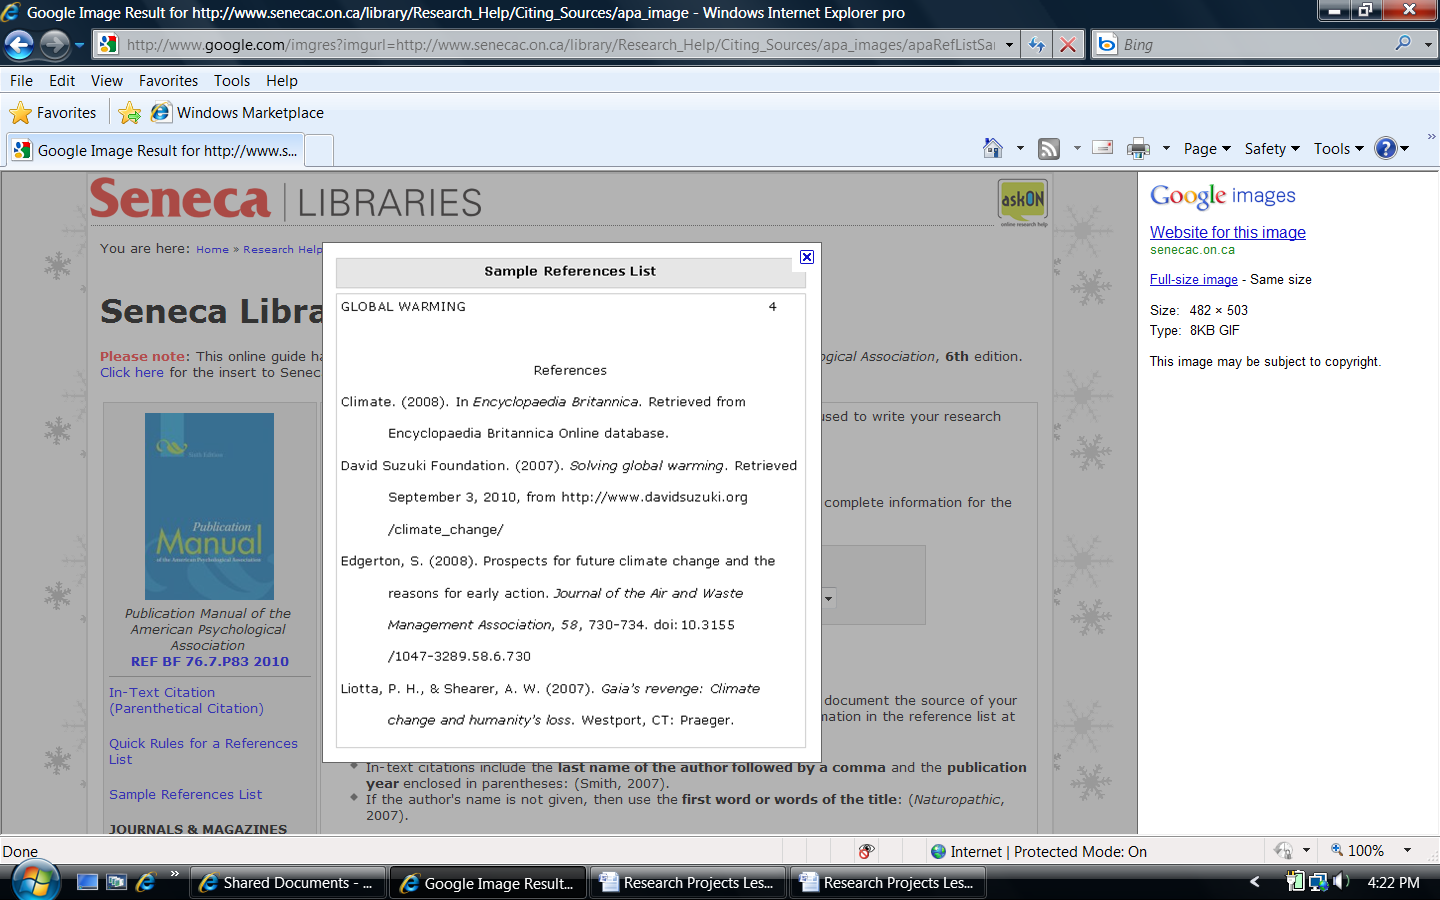 Google Image Result for http://www.senecac.on.ca/library/Research_Help/Citing_Sources/apa_image - Windows Internet Explorer pro
http://www.google.com/imgres?imgurl=http://www.senecac.on.ca/library/Research_Help/Citing_Sources/apa_images/apaRefListSa
Bing
File Edit View Favorites Tools Help
Favorites Windows Marketplace
Google Image Result for http://www.s...
Page Safety Tools
Seneca LIBRARIES
askON
online research help
You are here: Home » Research Help
Seneca Libra
Please note: This online guide ha
ogical Association, 6th edition.
Click here for the insert to Senec
Sixth Edition
Publication
Manual
of the American Psychological Association
Publication Manual of the
American Psychological
Association
REF BF 76.7.P83 2010
In-Text Citation
(Parenthetical Citation)
Quick Rules for a References
List
Sample References List
JOURNALS & MAGAZINES
Sample References List
GLOBAL WARMING 4
References
Climate. (2008). In Encyclopaedia Britannica. Retrieved from
Encyclopaedia Britannica Online database.
David Suzuki Foundation. (2007). Solving global warming. Retrieved
September 3, 2010, from http://www.davidsuzuki.org
/climate_change/
Edgerton, S. (2008). Prospects for future climate change and the
reasons for early action. Journal of the Air and Waste
Management Association, 58, 730-734. doi: 10.3155
/1047-3289.58.6.730
Liotta, P. H., & Shearer, A. W. (2007). Gaia's revenge: Climate
change and humanity's loss. Westport, CT: Praeger.
used to write your research
complete information for the
document the source of your
mation in the reference list at
In-text citations include the last name of the author followed by a comma and the publication
year enclosed in parentheses: (Smith, 2007).
If the author's name is not given, then use the first word or words of the title: (Naturopathic,
2007).
Google images
Website for this image
senecac.on.ca
Full-size image - Same size
Size: 482 × 503
Type: 8KB GIF
This image may be subject to copyright.
Done
Internet | Protected Mode: On
100%
Shared Documents - ...
Google Image Result...
Research Projects Les...
Research Projects Les...
4:22 PM